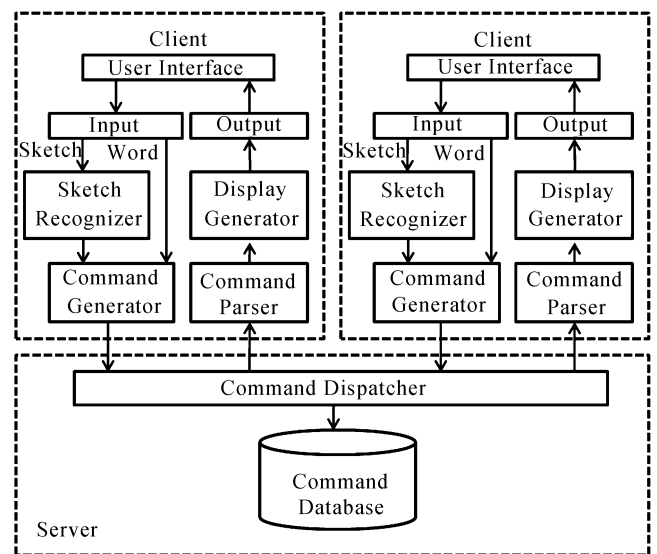 Client
User Interface
Input
Output
Sketch
Word
Sketch
Recognizer
Display
Generator
Command
Generator
Command
Parser
Client
User Interface
Input
Output
Sketch
Word
Sketch
Recognizer
Display
Generator
Command
Generator
Command
Parser
Command Dispatcher
Command
Database
Server